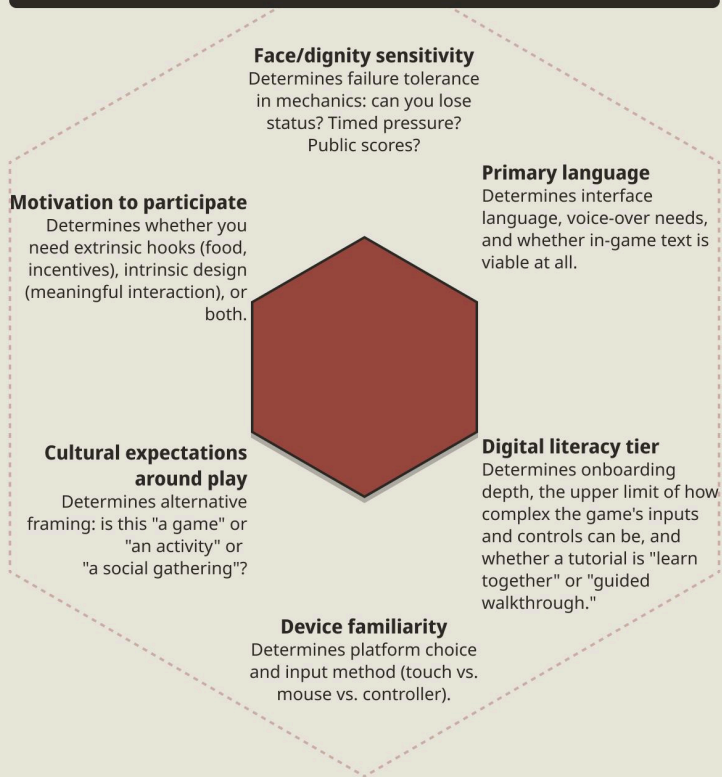 Face/dignity sensitivity
Determines failure tolerance
in mechanics: can you lose
status? Timed pressure?
Public scores?
Primary language
Determines interface
language, voice-over needs,
and whether in-game text is
viable at all.
Motivation to participate
Determines whether you
need extrinsic hooks (food,
incentives), intrinsic design
(meaningful interaction), or
both.
Cultural expectations
around play
Determines alternative
framing: is this "a game" or
"an activity" or
"a social gathering"?
Digital literacy tier
Determines onboarding
depth, the upper limit of how
complex the game's inputs
and controls can be, and
whether a tutorial is "learn
together" or "guided
walkthrough."
Device familiarity
Determines platform choice
and input method (touch vs.
mouse vs. controller).